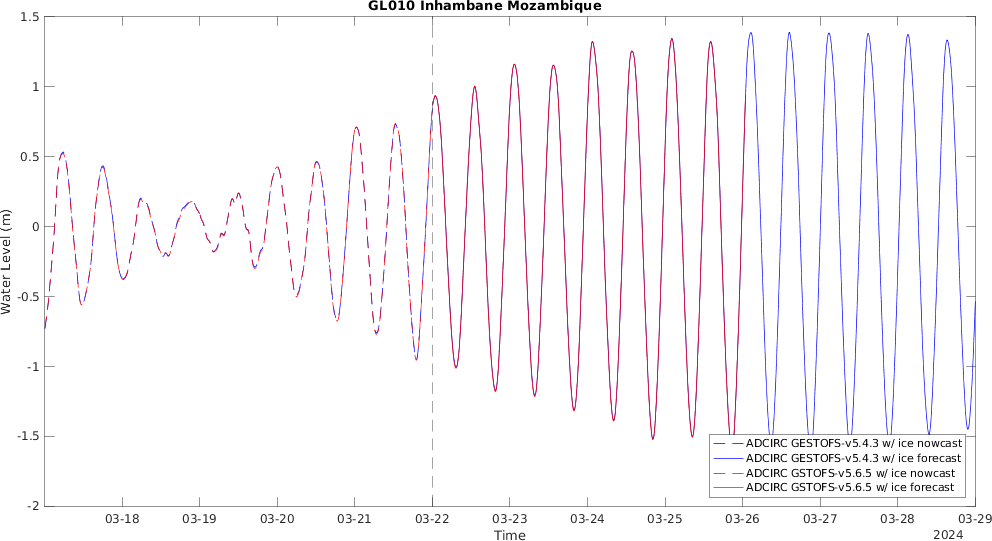 GL010 Inhambane Mozambique
1.5
1
0.5
0
-0.5
-1
-1.5
-2
Water Level (m)
ADCIRC GESTOFS-v5.4.3 w/ ice nowcast
ADCIRC GESTOFS-v5.4.3 w/ ice forecast
ADCIRC GSTOFS-v5.6.5 w/ ice nowcast
ADCIRC GSTOFS-v5.6.5 w/ ice forecast
03-18 03-19 03-20 03-21 03-22 03-23 03-24 03-25 03-26 03-27 03-28 03-29
Time
2024